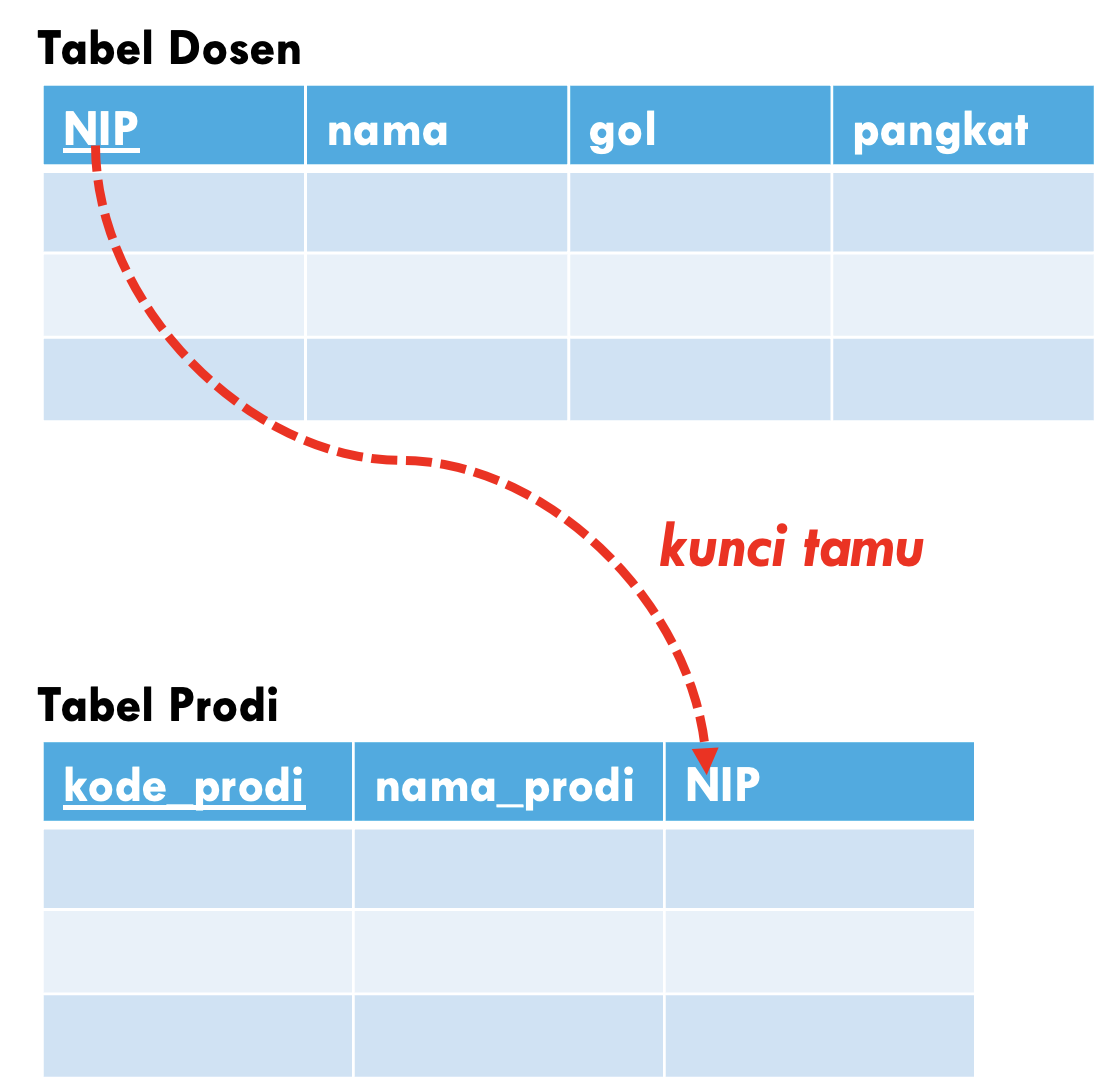 Tabel Dosen
NIP nama gol pangkat
kunci tamu
Tabel Prodi
kode_prodi nama_prodi NIP